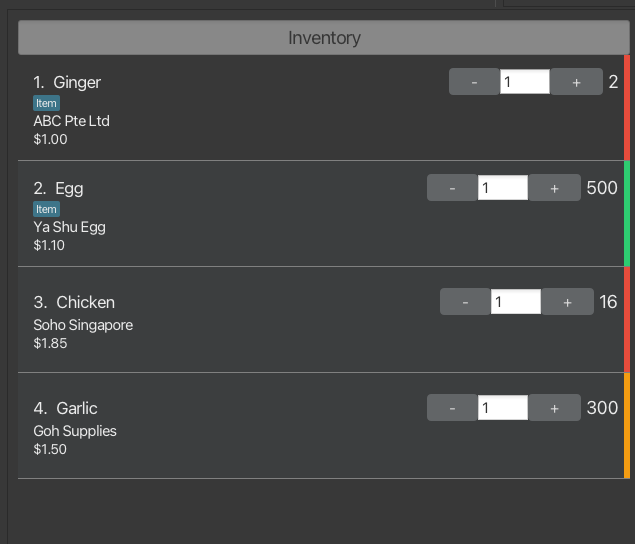 Inventory
1. Ginger - 1 + 2
Item
ABC Pte Ltd
$1.00
2. Egg - 1 + 500
Item
Ya Shu Egg
$1.10
3. Chicken - 1 + 16
Soho Singapore
$1.85
4. Garlic - 1 + 300
Goh Supplies
$1.50